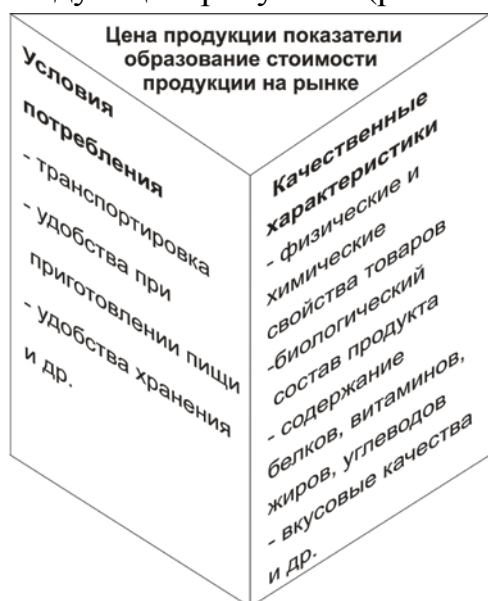 Цена продукции показатели
образование стоимости
продукции на рынке
Условия
потребления
- транспортировка
- удобства при
приготовлении пищи
- удобства хранения
и др.
Качественные
характеристики
- физические и
химические
свойства товаров
-биологический
состав продукта
- содержание
белков, витаминов,
жиров, углеводов
- вкусовые качества
и др.